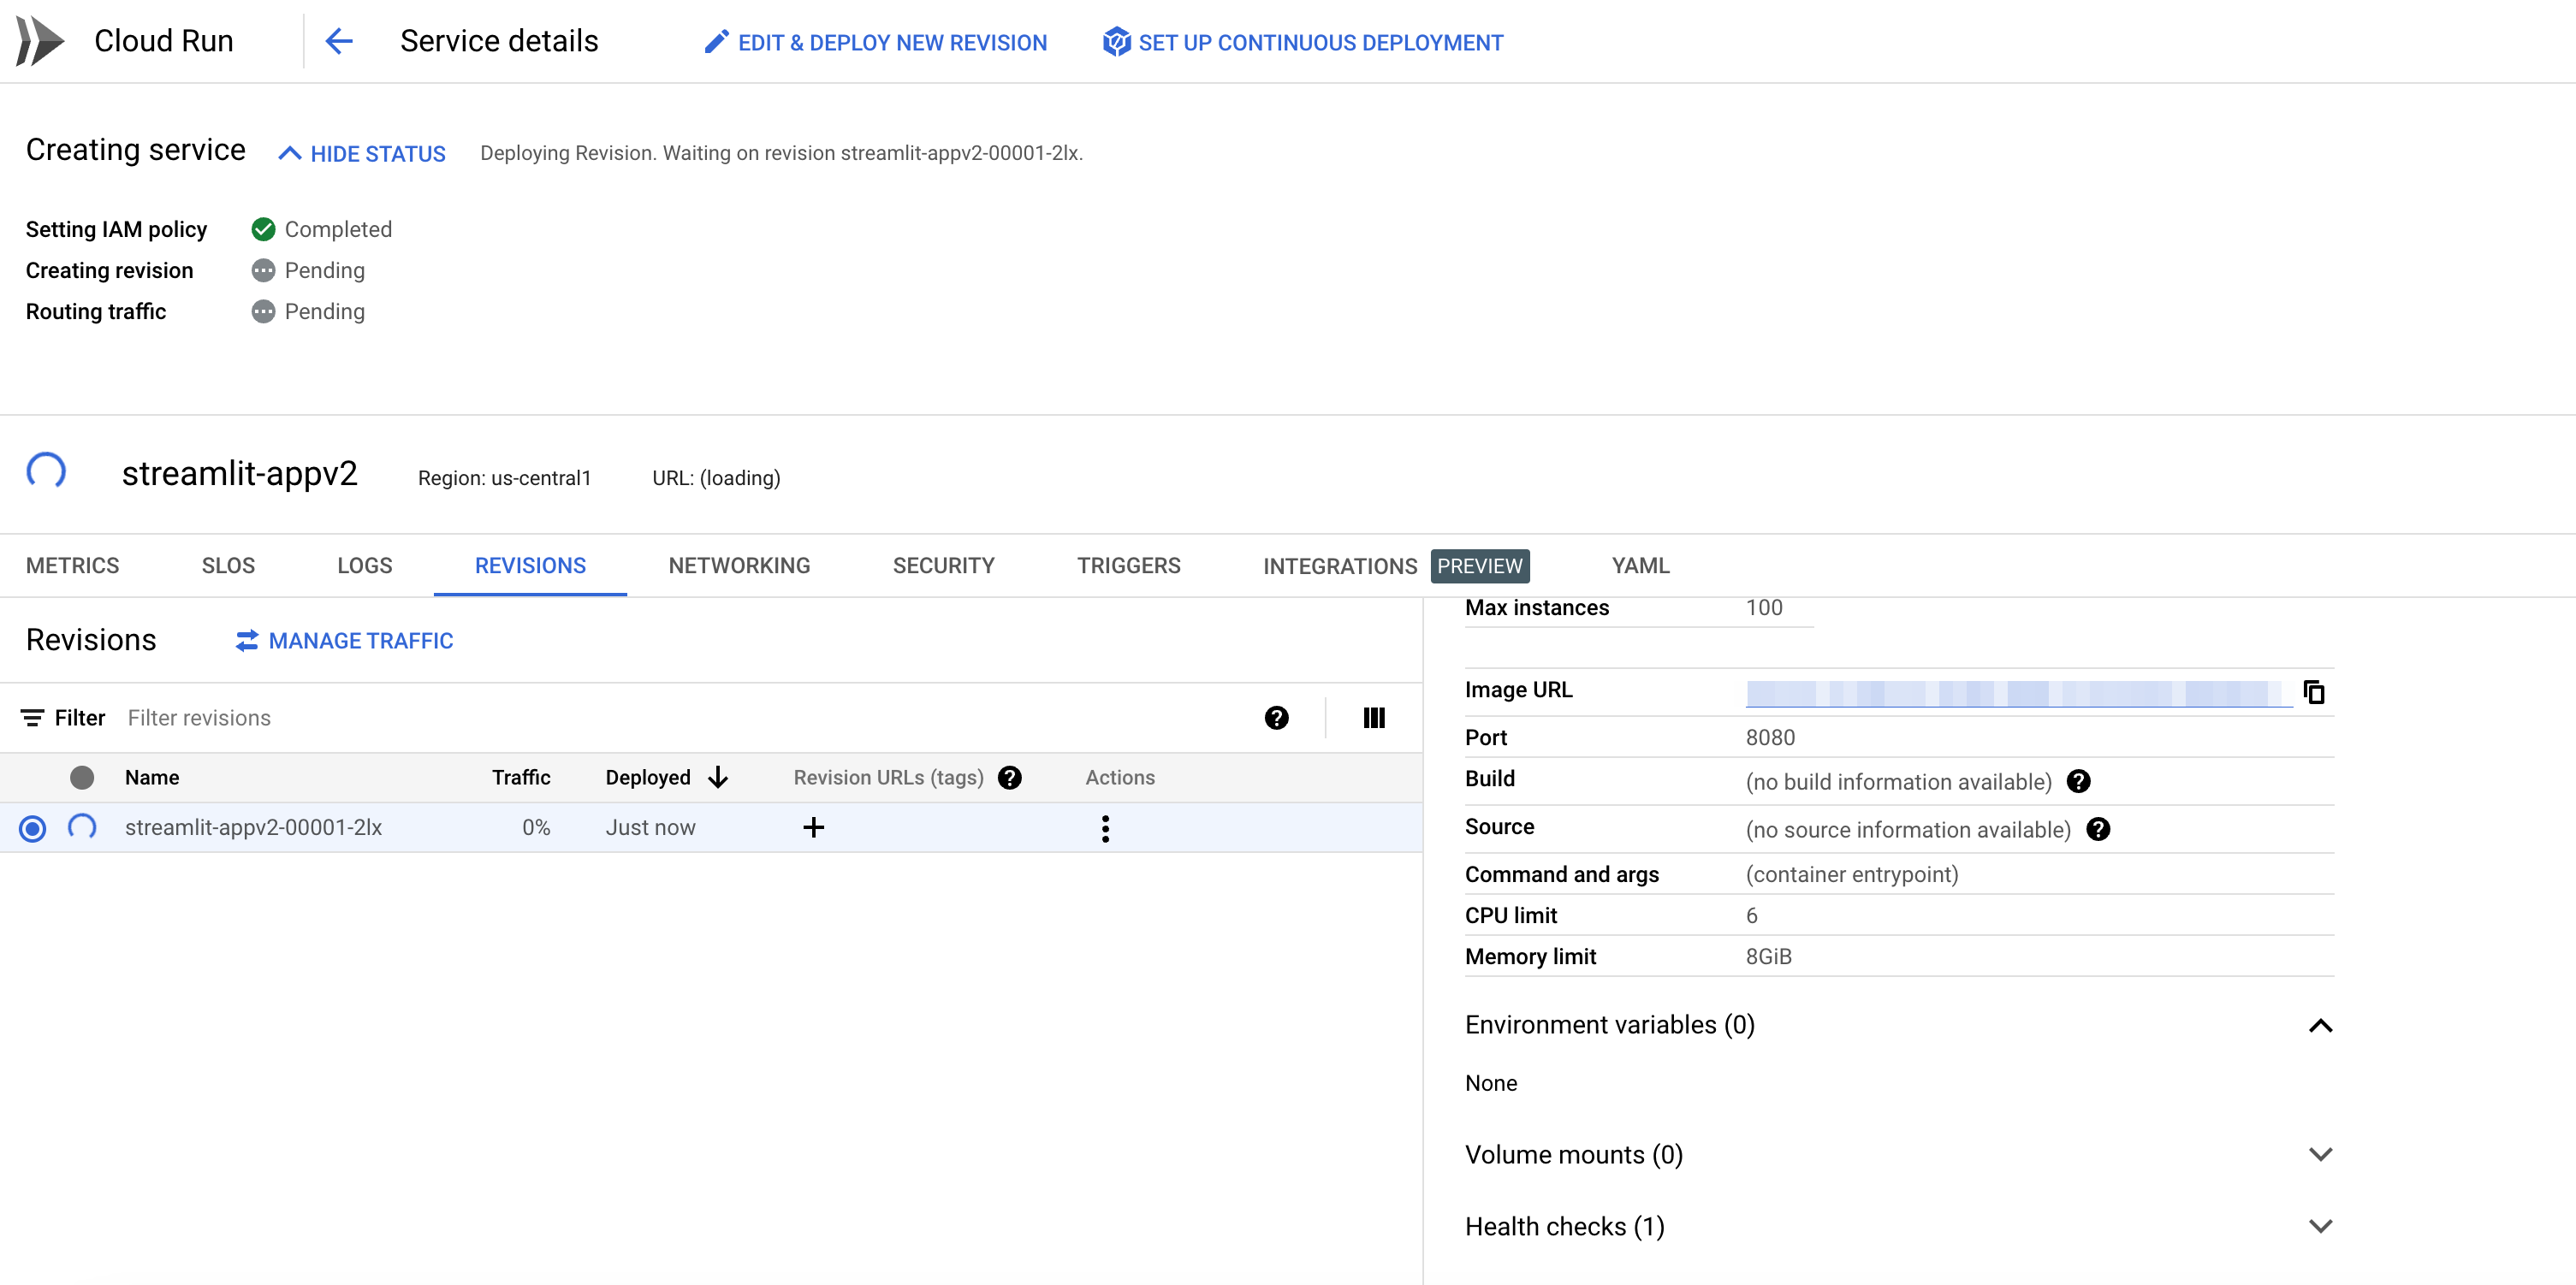 Cloud Run
Service details
EDIT & DEPLOY NEW REVISION
SET UP CONTINUOUS DEPLOYMENT
Creating service
HIDE STATUS
Deploying Revision. Waiting on revision streamlit-appv2-00001-2lx.
Setting IAM policy Completed
Creating revision Pending
Routing traffic Pending
streamlit-appv2
Region: us-central1
URL: (loading)
METRICS
SLOS
LOGS
REVISIONS
NETWORKING
SECURITY
TRIGGERS
INTEGRATIONS PREVIEW
YAML
Revisions
MANAGE TRAFFIC
Filter Filter revisions
Name Traffic Deployed Revision URLs (tags) Actions
streamlit-appv2-00001-2lx 0% Just now
Max instances 100
Image URL
Port 8080
Build (no build information available)
Source (no source information available)
Command and args (container entrypoint)
CPU limit 6
Memory limit 8GiB
Environment variables (0)
None
Volume mounts (0)
Health checks (1)